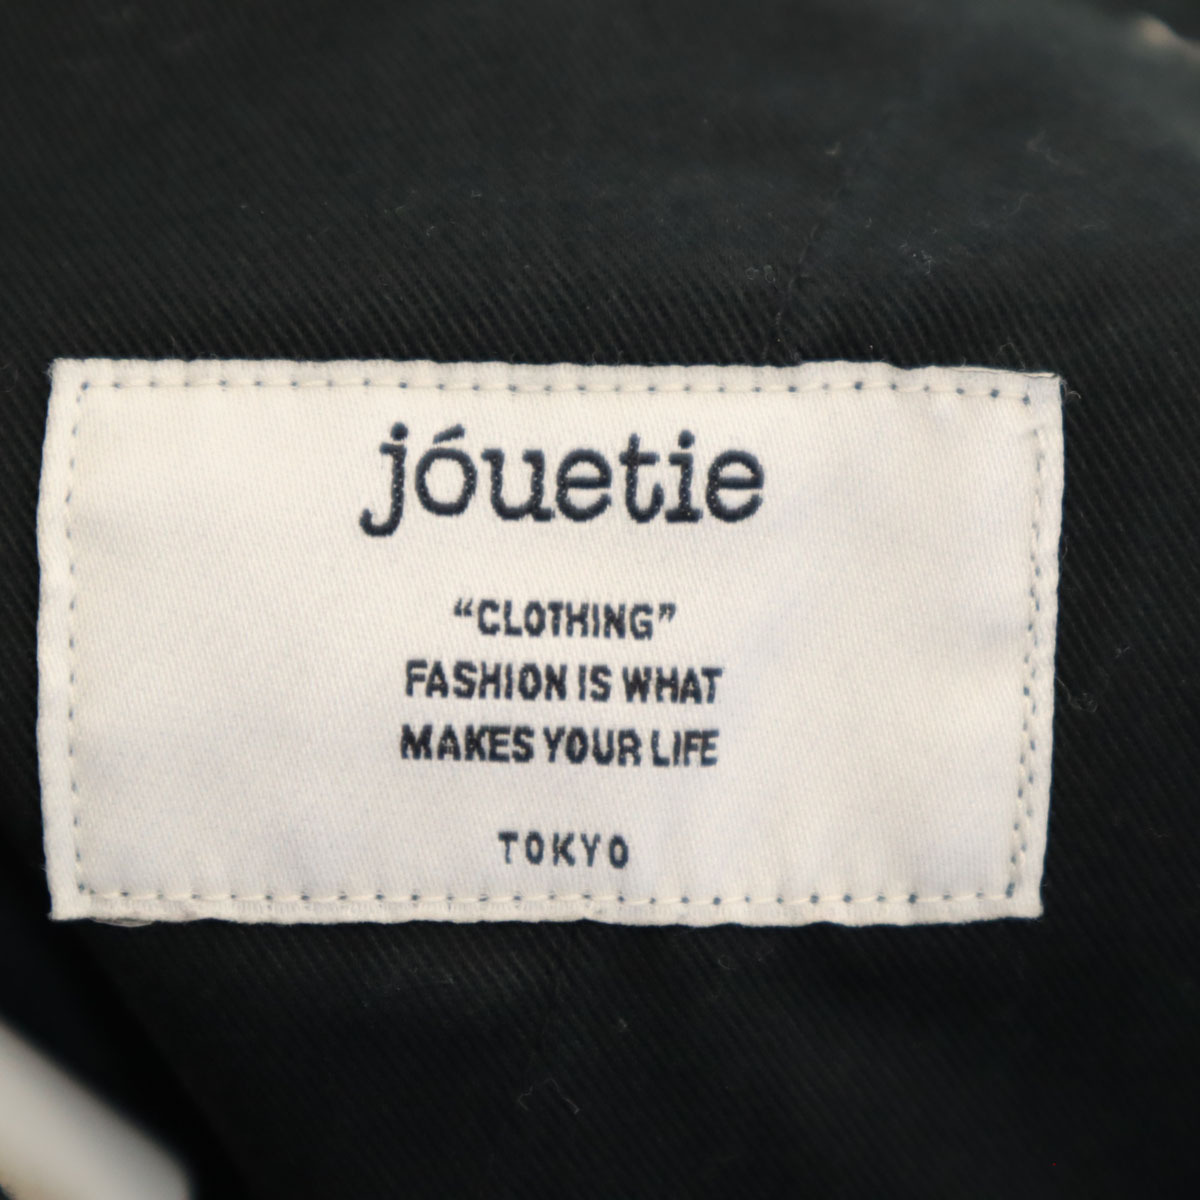 jóuetie
“CLOTHING”
FASHION IS WHAT
MAKES YOUR LIFE
TOKYO